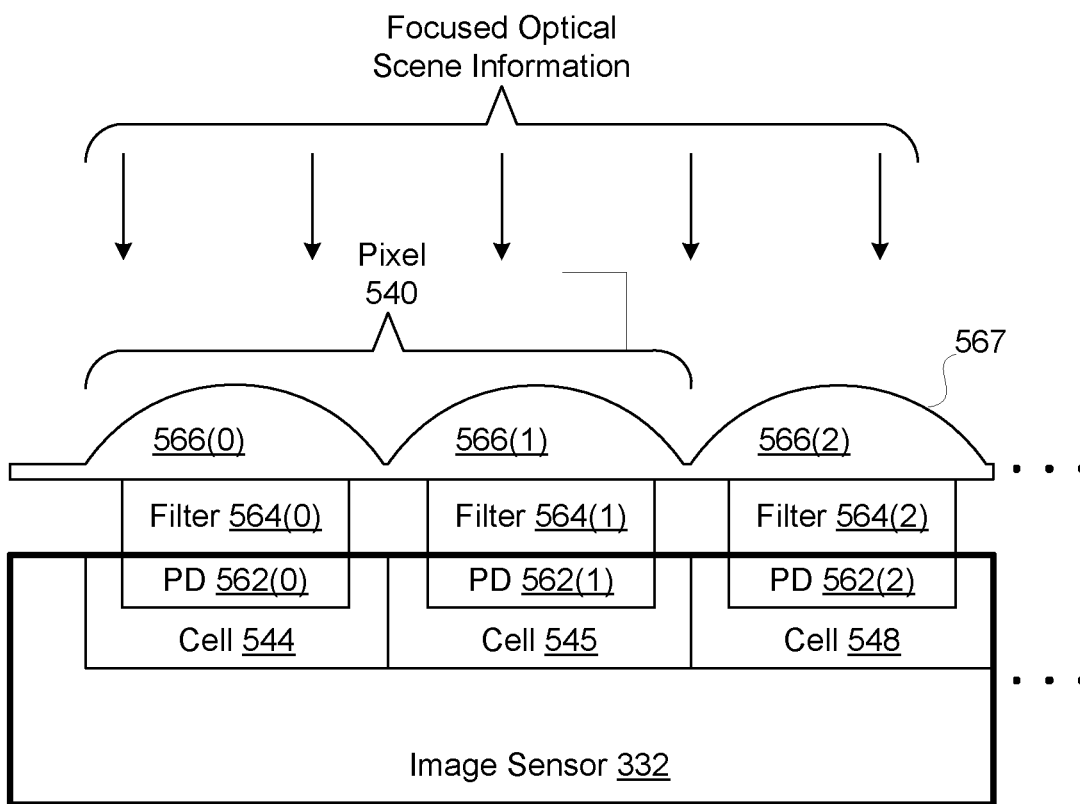 Focused Optical
Scene Information
Pixel
540
567
566(0) 566(1) 566(2)
Filter 564(0) Filter 564(1) Filter 564(2)
PD 562(0) PD 562(1) PD 562(2)
Cell 544 Cell 545 Cell 548
Image Sensor 332